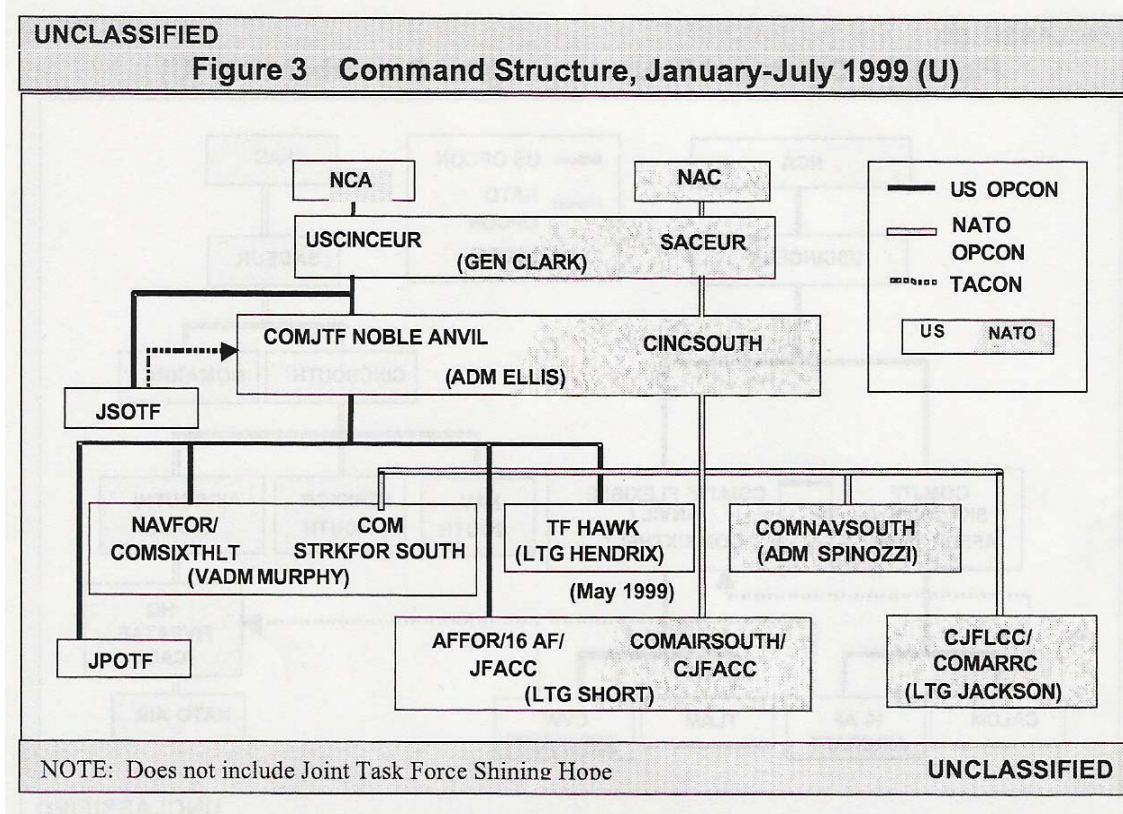 UNCLASSIFIED
Figure 3 Command Structure, January-July 1999 (U)
NCA
NAC
US OPCON
NATO
OPCON
TACON
US NATO
USCINCEUR
SACEUR
(GEN CLARK)
COMJTF NOBLE ANVIL
CINCSOUTH
(ADM ELLIS)
JSOTF
NAVFOR/
COMSIXTHLT
COM
STRKFOR SOUTH
(VADM MURPHY)
TF HAWK
(LTG HENDRIX)
(May 1999)
COMNAVSOUTH
(ADM SPINOZZI)
JPOTF
AFFOR/16 AF/
JFACC
COMAIRSOUTH/
CJFACC
(LTG SHORT)
CJFLCC/
COMARRC
(LTG JACKSON)
NOTE: Does not include Joint Task Force Shining Hope
UNCLASSIFIED